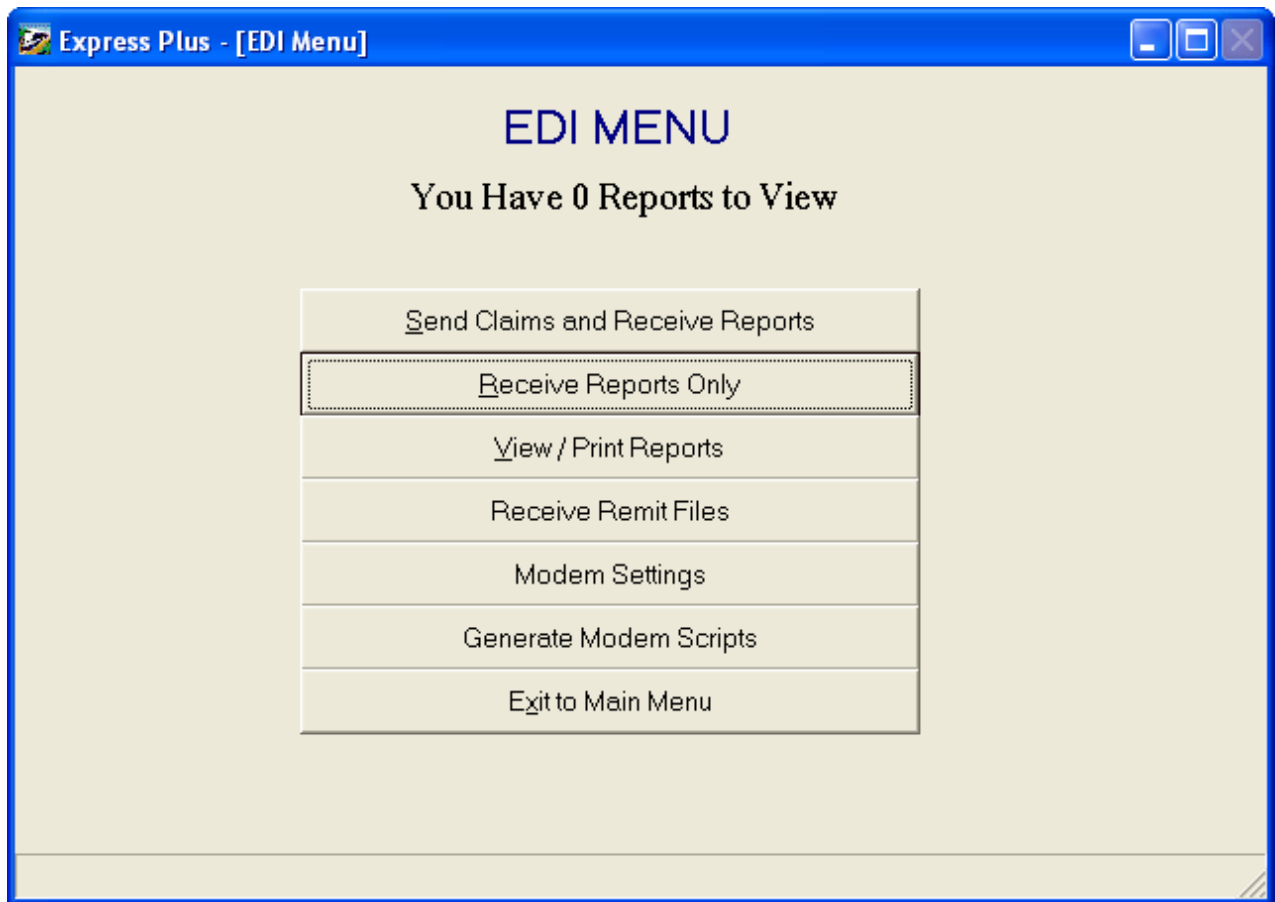 Express Plus - [EDI Menu]
EDI MENU
You Have 0 Reports to View
Send Claims and Receive Reports
Receive Reports Only
View / Print Reports
Receive Remit Files
Modem Settings
Generate Modem Scripts
Exit to Main Menu